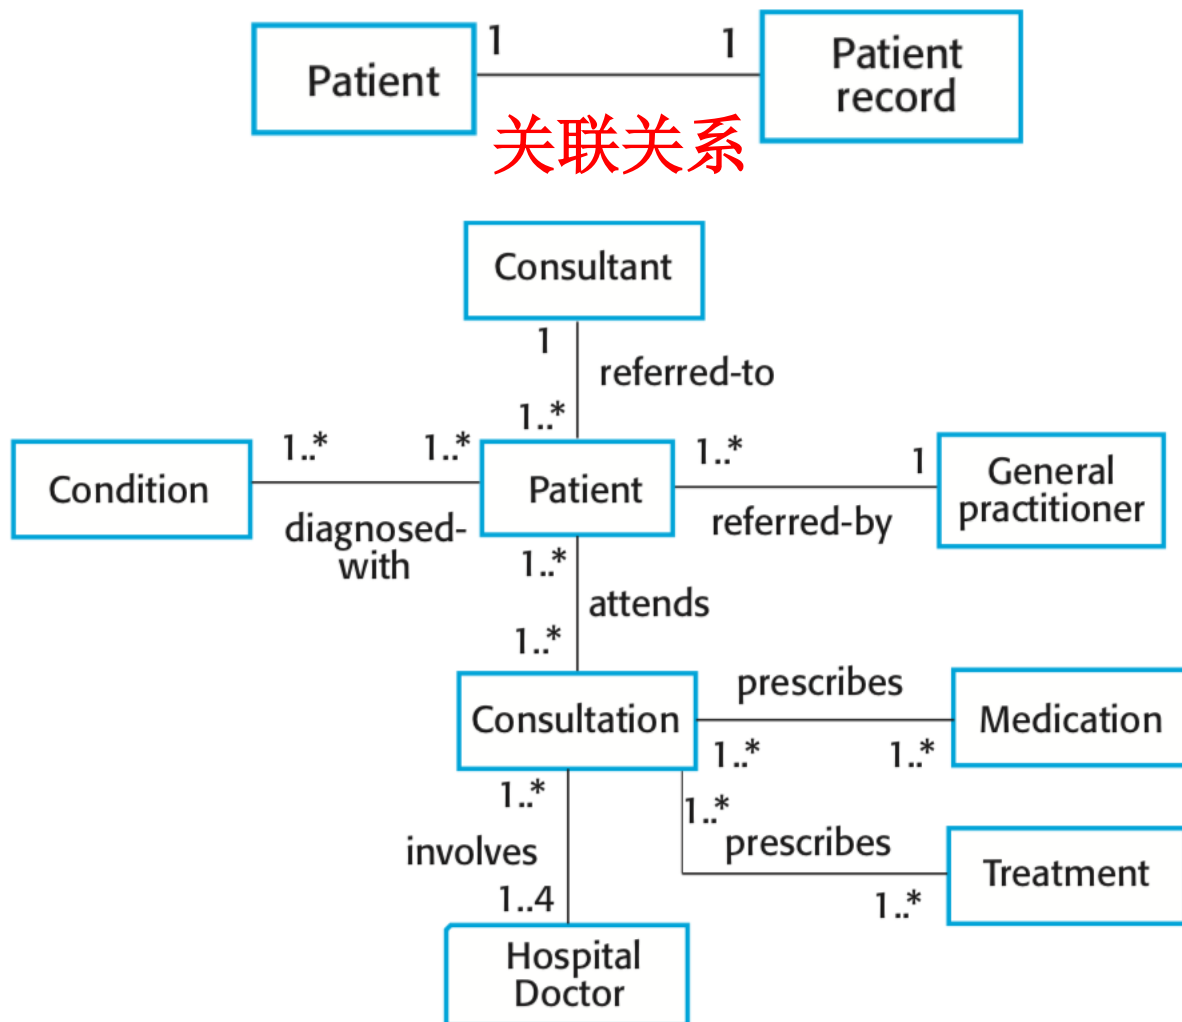 1
1
Patient
Patient
record
关联关系
Consultant
1
referred-to
1..*
1..*
1..*
1..*
1
Condition
Patient
General
practitioner
diagnosed-
with
referred-by
1..*
attends
1..*
prescribes
Consultation
Medication
1..*
1..*
1..*
1..*
prescribes
involves
Treatment
1..4
1..*
Hospital
Doctor